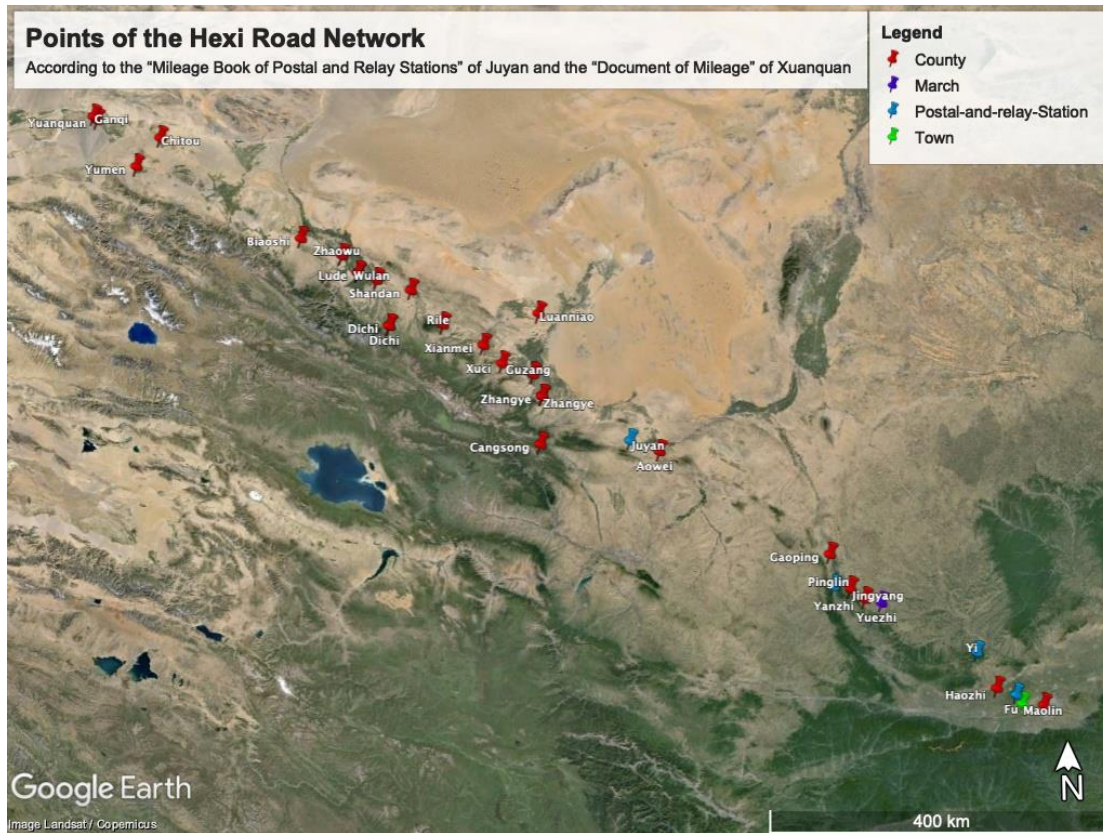 Points of the Hexi Road Network
According to the “Mileage Book of Postal and Relay Stations” of Juyan and the “Document of Mileage” of Xuanquan
Legend
County
March
Postal-and-relay-Station
Town
Yuanquan
Ganqi
Chitou
Yumen
Biaoshi
Zhaowu
Lude
Wulan
Shandan
Luanniao
Dichi
Dichi
Rile
Xianmei
Xuci
Guzang
Zhangye
Zhangye
Cangsong
Juyan
Aowei
Gaoping
Pinglin
Jingyang
Yanzhi
Yuezhi
Yi
Haozhi
Fu
Maolin
N
Google Earth
Image Landsat / Copernicus
400 km